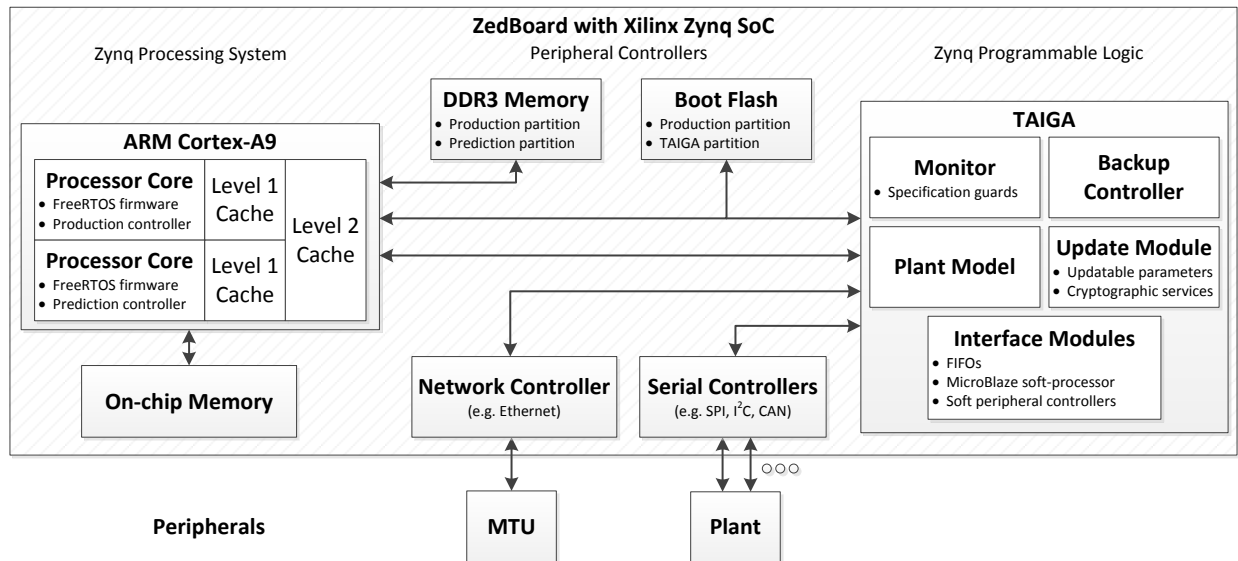 ZedBoard with Xilinx Zynq SoC
Zynq Processing System
Peripheral Controllers
Zynq Programmable Logic
DDR3 Memory
• Production partition
• Prediction partition
Boot Flash
• Production partition
• TAIGA partition
ARM Cortex-A9
Processor Core
• FreeRTOS firmware
• Production controller
Level 1
Cache
Processor Core
• FreeRTOS firmware
• Prediction controller
Level 1
Cache
Level 2
Cache
On-chip Memory
TAIGA
Monitor
• Specification guards
Backup
Controller
Plant Model
Update Module
• Updatable parameters
• Cryptographic services
Interface Modules
• FIFOs
• MicroBlaze soft-processor
• Soft peripheral controllers
Network Controller
(e.g. Ethernet)
Serial Controllers
(e.g. SPI, I²C, CAN)
Peripherals
MTU
Plant